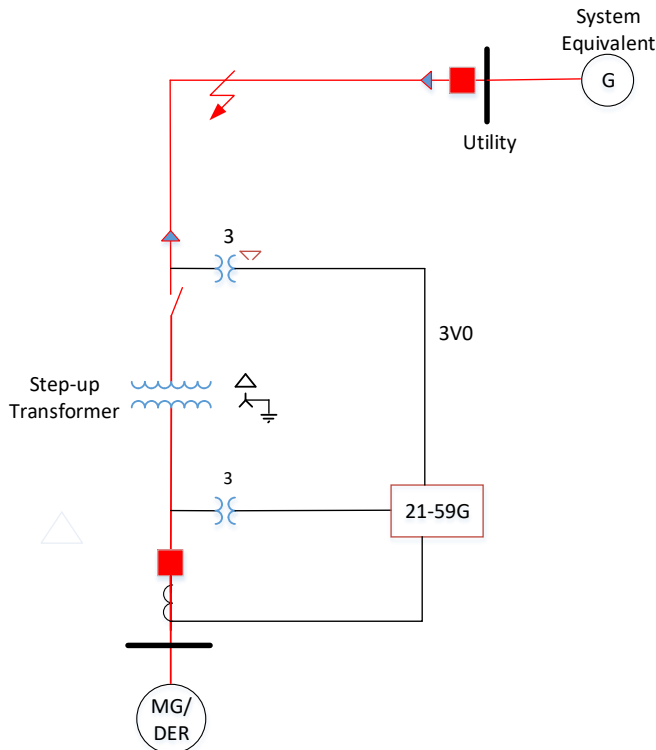 System
Equivalent
G
Utility
3
3V0
Step-up
Transformer
3
21-59G
MG/
DER